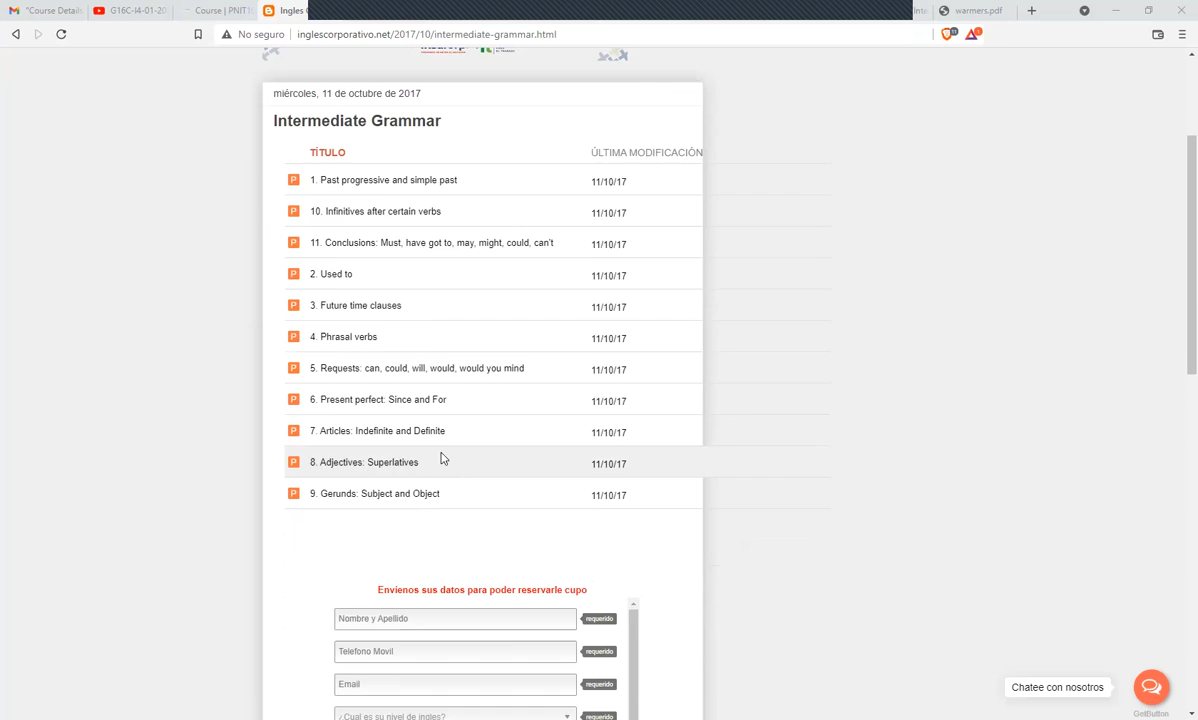 "Course Detai
G16C-I4-01-20
Course | PNIT1
Ingles C
Inte
warmers.pdf
No seguro
inglescorporativo.net/2017/10/intermediate-grammar.html
miércoles, 11 de octubre de 2017
Intermediate Grammar
TÍTULO ÚLTIMA MODIFICACIÓN
P 1. Past progressive and simple past 11/10/17
P 10. Infinitives after certain verbs 11/10/17
P 11. Conclusions: Must, have got to, may, might, could, can't 11/10/17
P 2. Used to 11/10/17
P 3. Future time clauses 11/10/17
P 4. Phrasal verbs 11/10/17
P 5. Requests: can, could, will, would, would you mind 11/10/17
P 6. Present perfect: Since and For 11/10/17
P 7. Articles: Indefinite and Definite 11/10/17
P 8. Adjectives: Superlatives 11/10/17
P 9. Gerunds: Subject and Object 11/10/17
Envienos sus datos para poder reservarle cupo
Nombre y Apellido requerido
Telefono Movil requerido
Email requerido
¿Cual es su nivel de ingles? requerido
Chatee con nosotros
GetButton